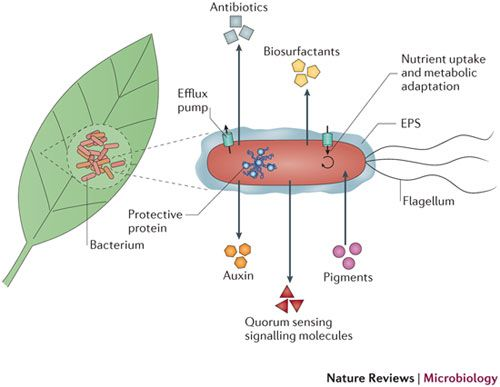 Antibiotics
Biosurfactants
Nutrient uptake
and metabolic
adaptation
Efflux
pump
EPS
Flagellum
Protective
protein
Bacterium
Auxin
Pigments
Quorum sensing
signalling molecules
Nature Reviews | Microbiology